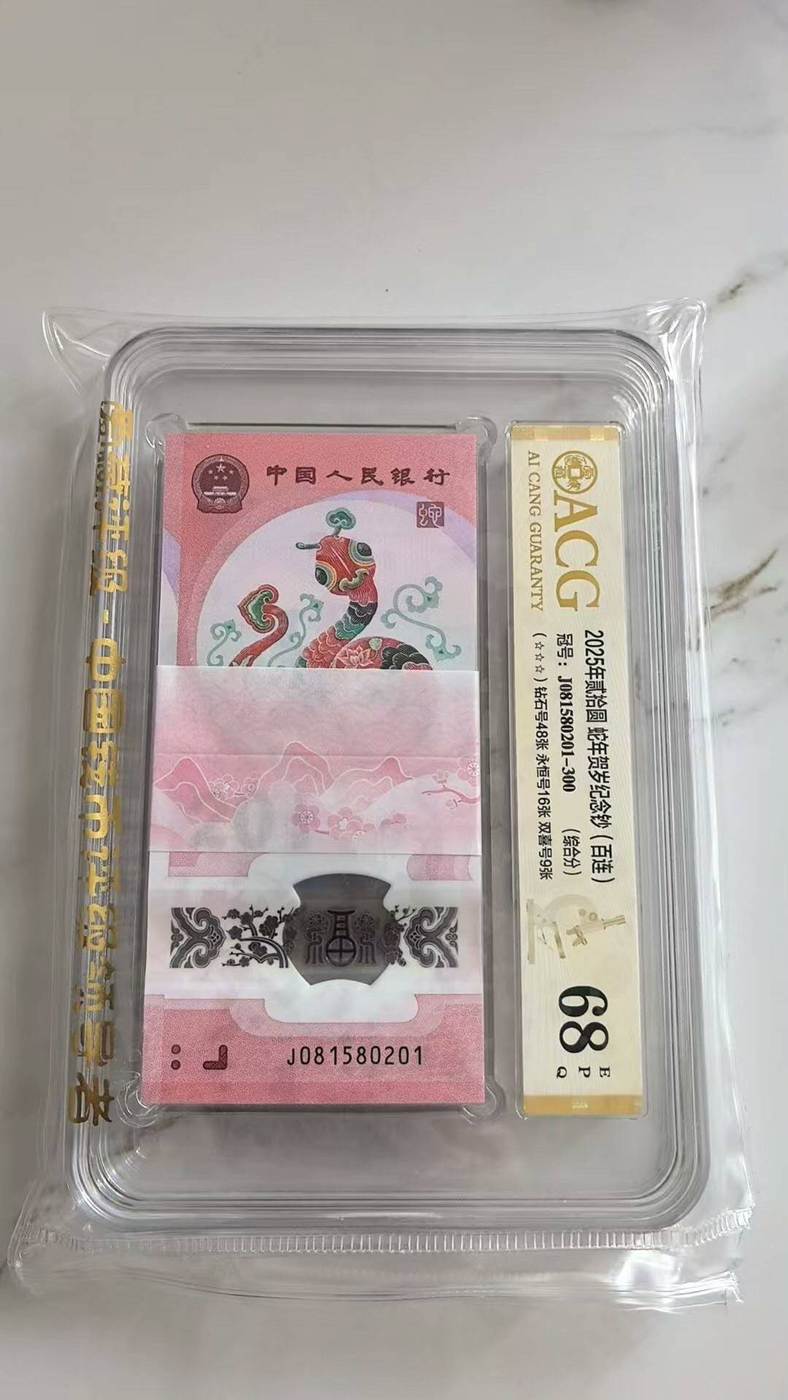 中国人民银行
J081580201
ACG
AI CANG GUARANTY
2025年贰拾圆 蛇年贺岁纪念钞（百连）
冠号：J081580201-300 （综合分）
（☆☆☆）钻石号48张 永恒号16张 双喜号9张
68
E
P
Q